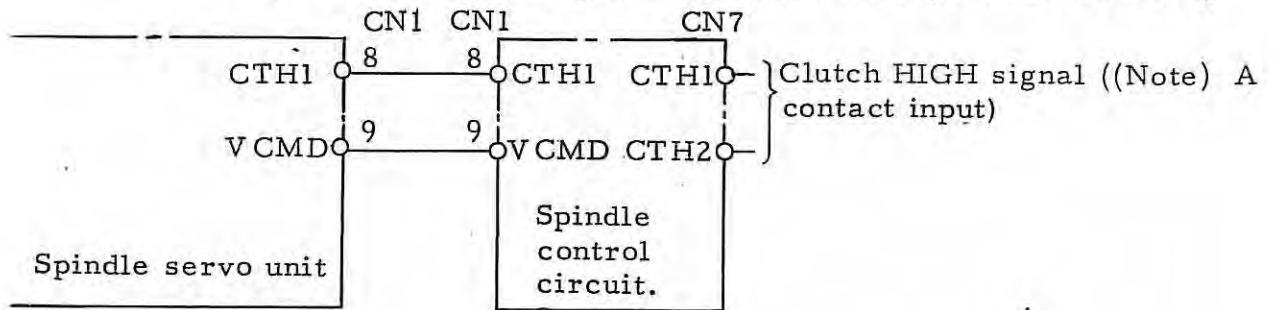 CN1 CN1 CN7
CTH1 8 8 CTH1 CTH1 Clutch HIGH signal ((Note) A
contact input)
VCMD 9 9 VCMD CTH2
Spindle
control
circuit.
Spindle servo unit